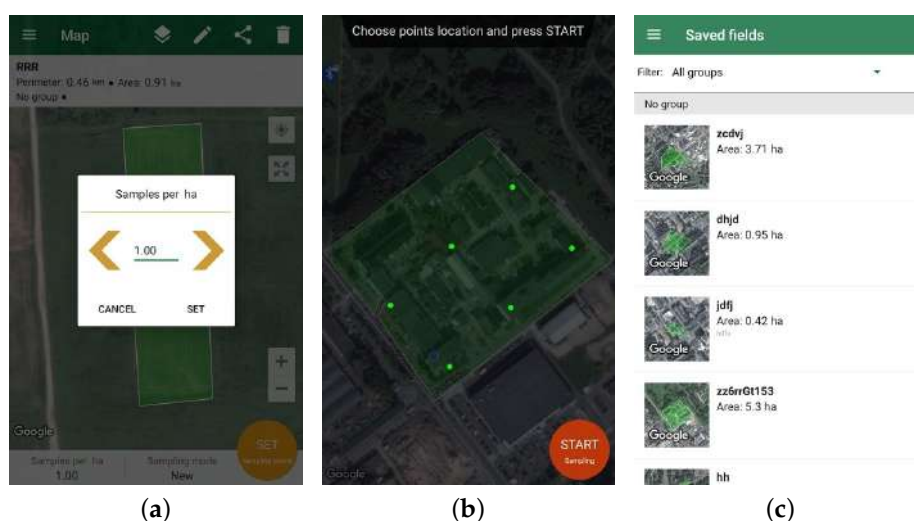 Map
RRR
Perimeter: 0.46 km • Area: 0.91 ha
No group •
Samples per ha
1.00
CANCEL
SET
Google
SET
Samples per ha
1.00
Sampling mode
New
(a)
Choose points location and press START
START
Sampling
Google
(b)
Saved fields
Filter: All groups
No group
zcdvj
Area: 3.71 ha
Google
dhjd
Area: 0.95 ha
Google
jdfj
Area: 0.42 ha
Google
zz6rrGt153
Area: 5.3 ha
Google
hh
(c)